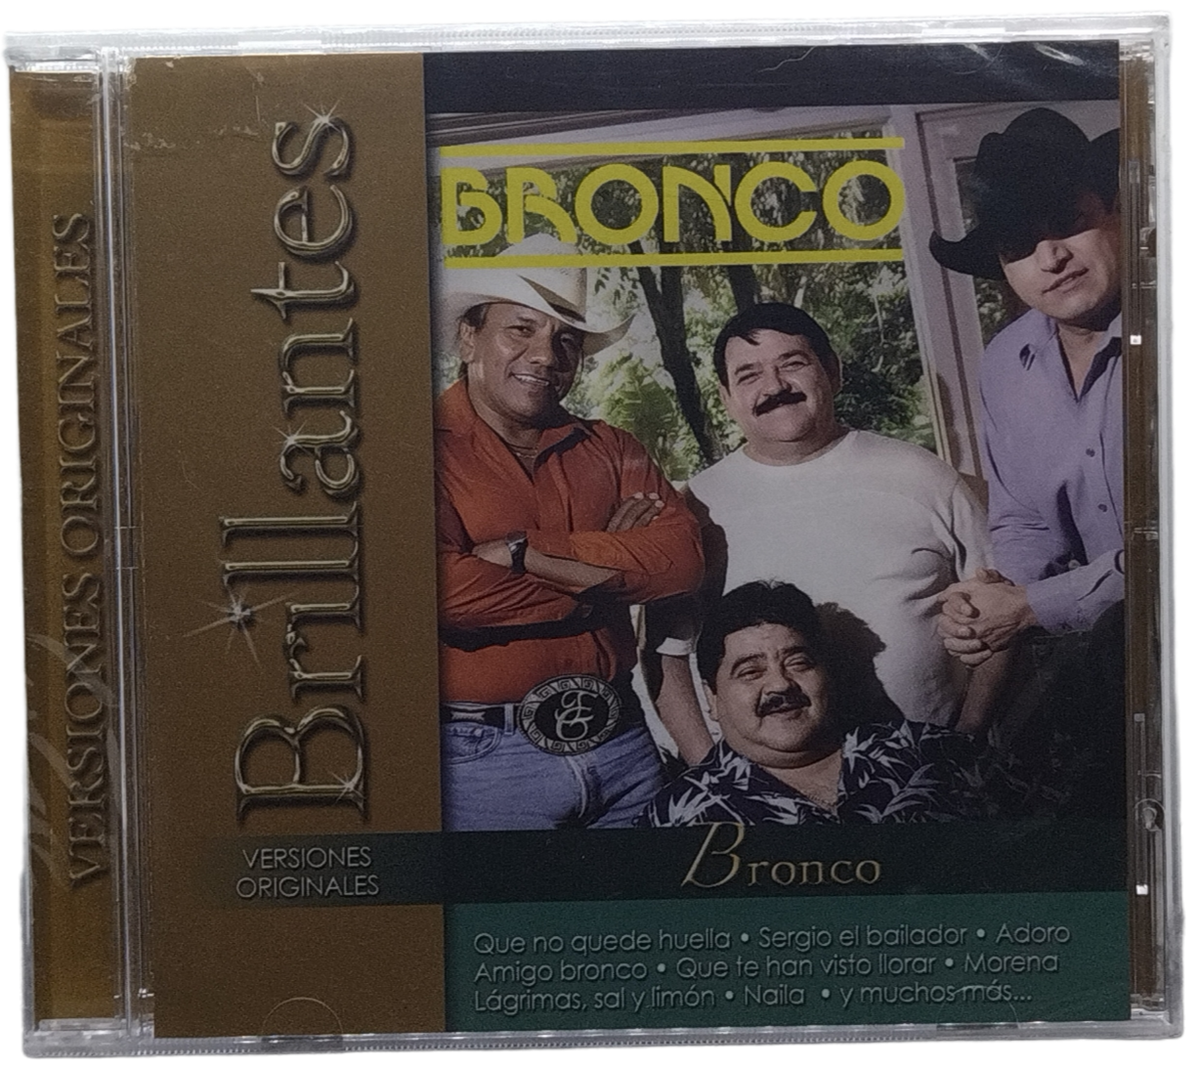 VERSIONES ORIGINALES
Brillantes
BRONCO
VERSIONES
ORIGINALES
Bronco
Que no quede huella • Sergio el bailador • Adoro
Amigo bronco • Que te han visto llorar • Morena
Lágrimas, sal y limón • Naila • y muchos más...